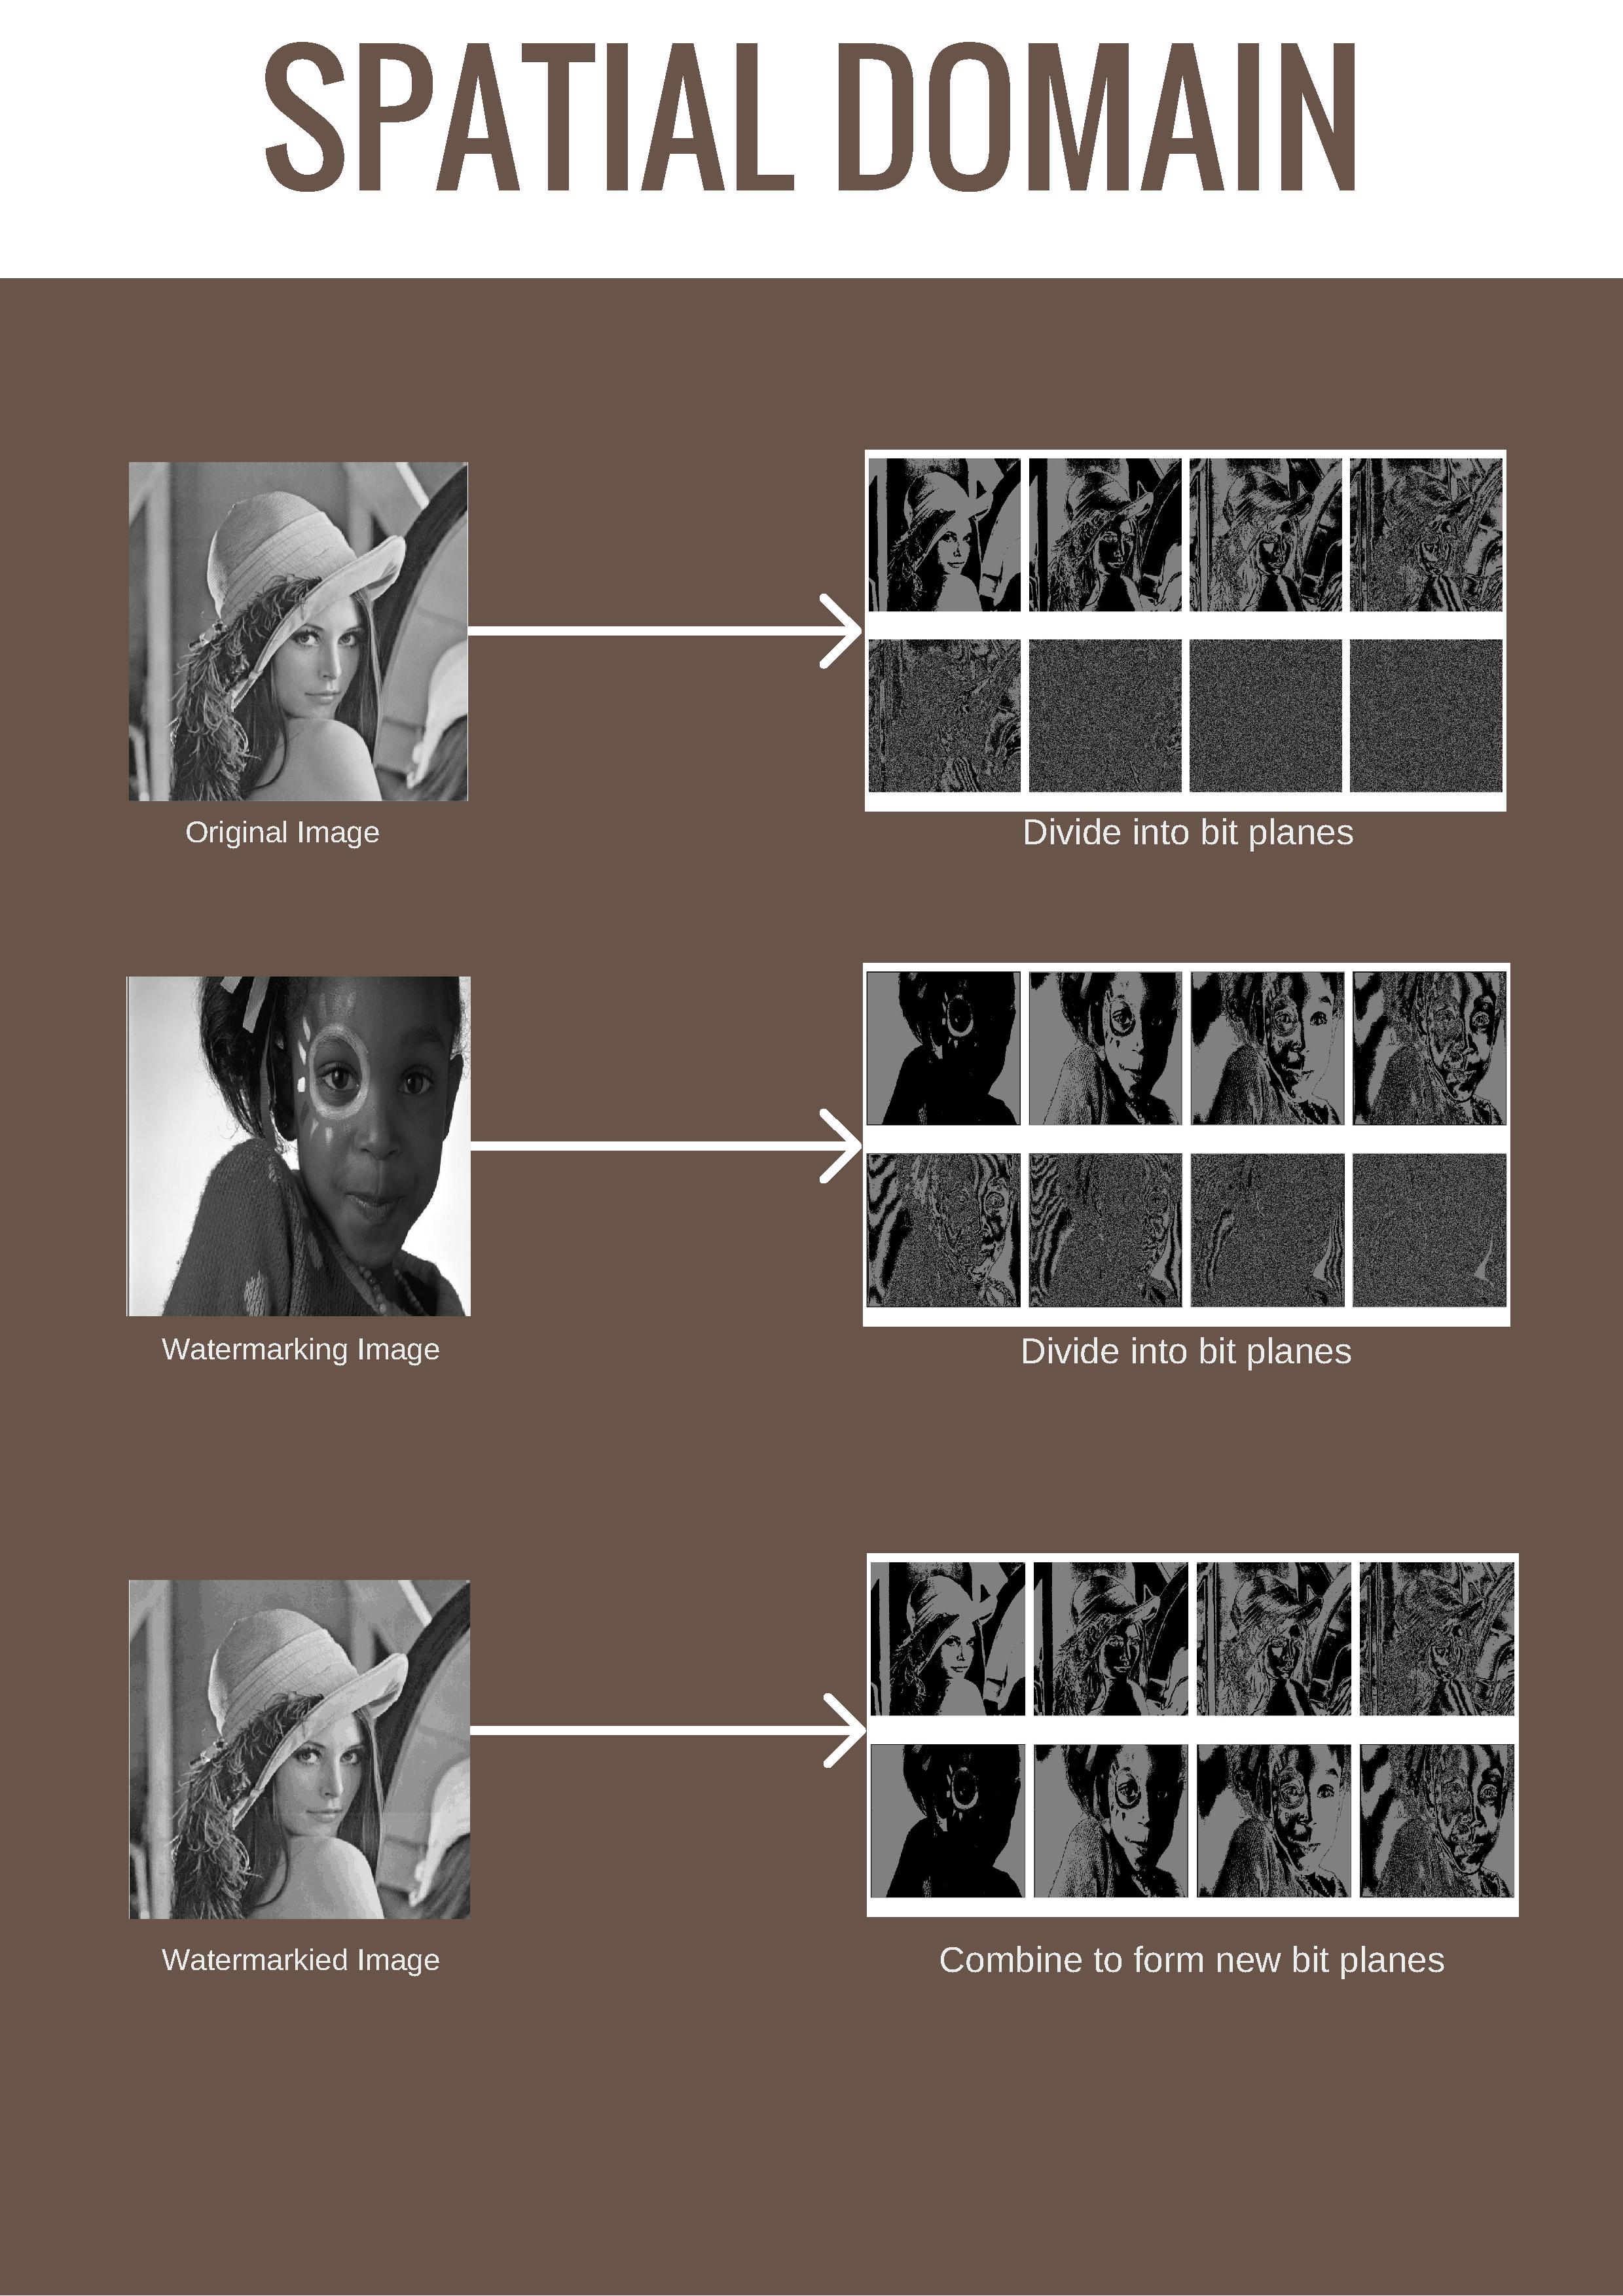 SPATIAL DOMAIN
Original Image
Divide into bit planes
Watermarking Image
Divide into bit planes
Watermarkied Image
Combine to form new bit planes